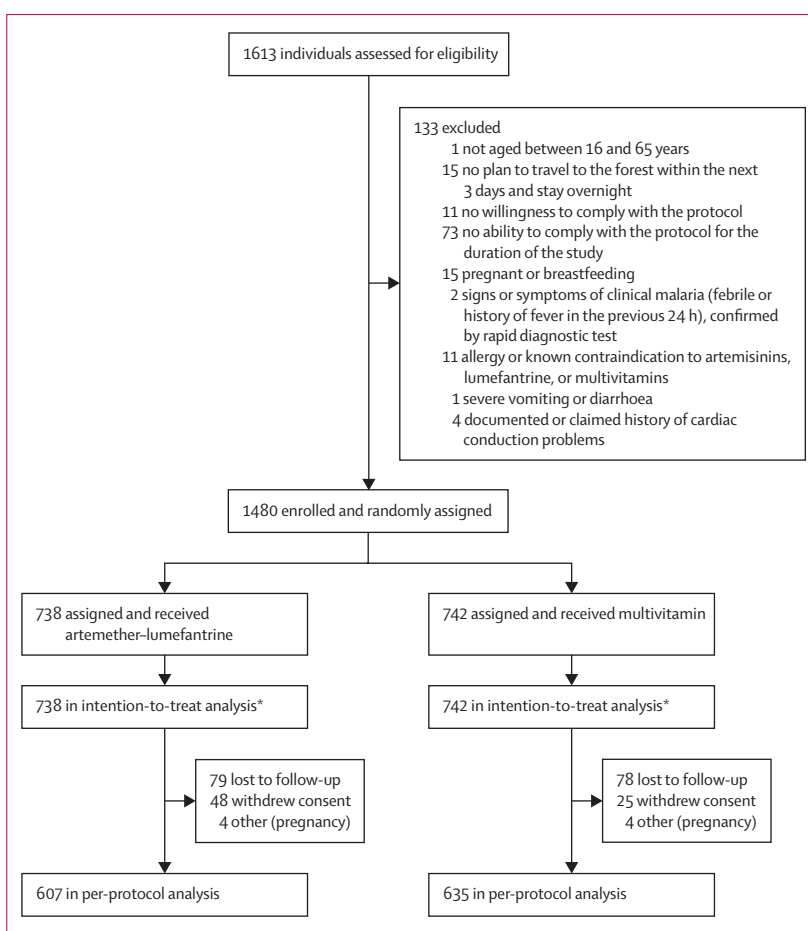 1613 individuals assessed for eligibility
133 excluded
1 not aged between 16 and 65 years
15 no plan to travel to the forest within the next
3 days and stay overnight
11 no willingness to comply with the protocol
73 no ability to comply with the protocol for the
duration of the study
15 pregnant or breastfeeding
2 signs or symptoms of clinical malaria (febrile or
history of fever in the previous 24 h), confirmed
by rapid diagnostic test
11 allergy or known contraindication to artemisinins,
lumefantrine, or multivitamins
1 severe vomiting or diarrhoea
4 documented or claimed history of cardiac
conduction problems
1480 enrolled and randomly assigned
738 assigned and received
artemether–lumefantrine
742 assigned and received multivitamin
738 in intention-to-treat analysis*
742 in intention-to-treat analysis*
79 lost to follow-up
48 withdrew consent
4 other (pregnancy)
78 lost to follow-up
25 withdrew consent
4 other (pregnancy)
607 in per-protocol analysis
635 in per-protocol analysis